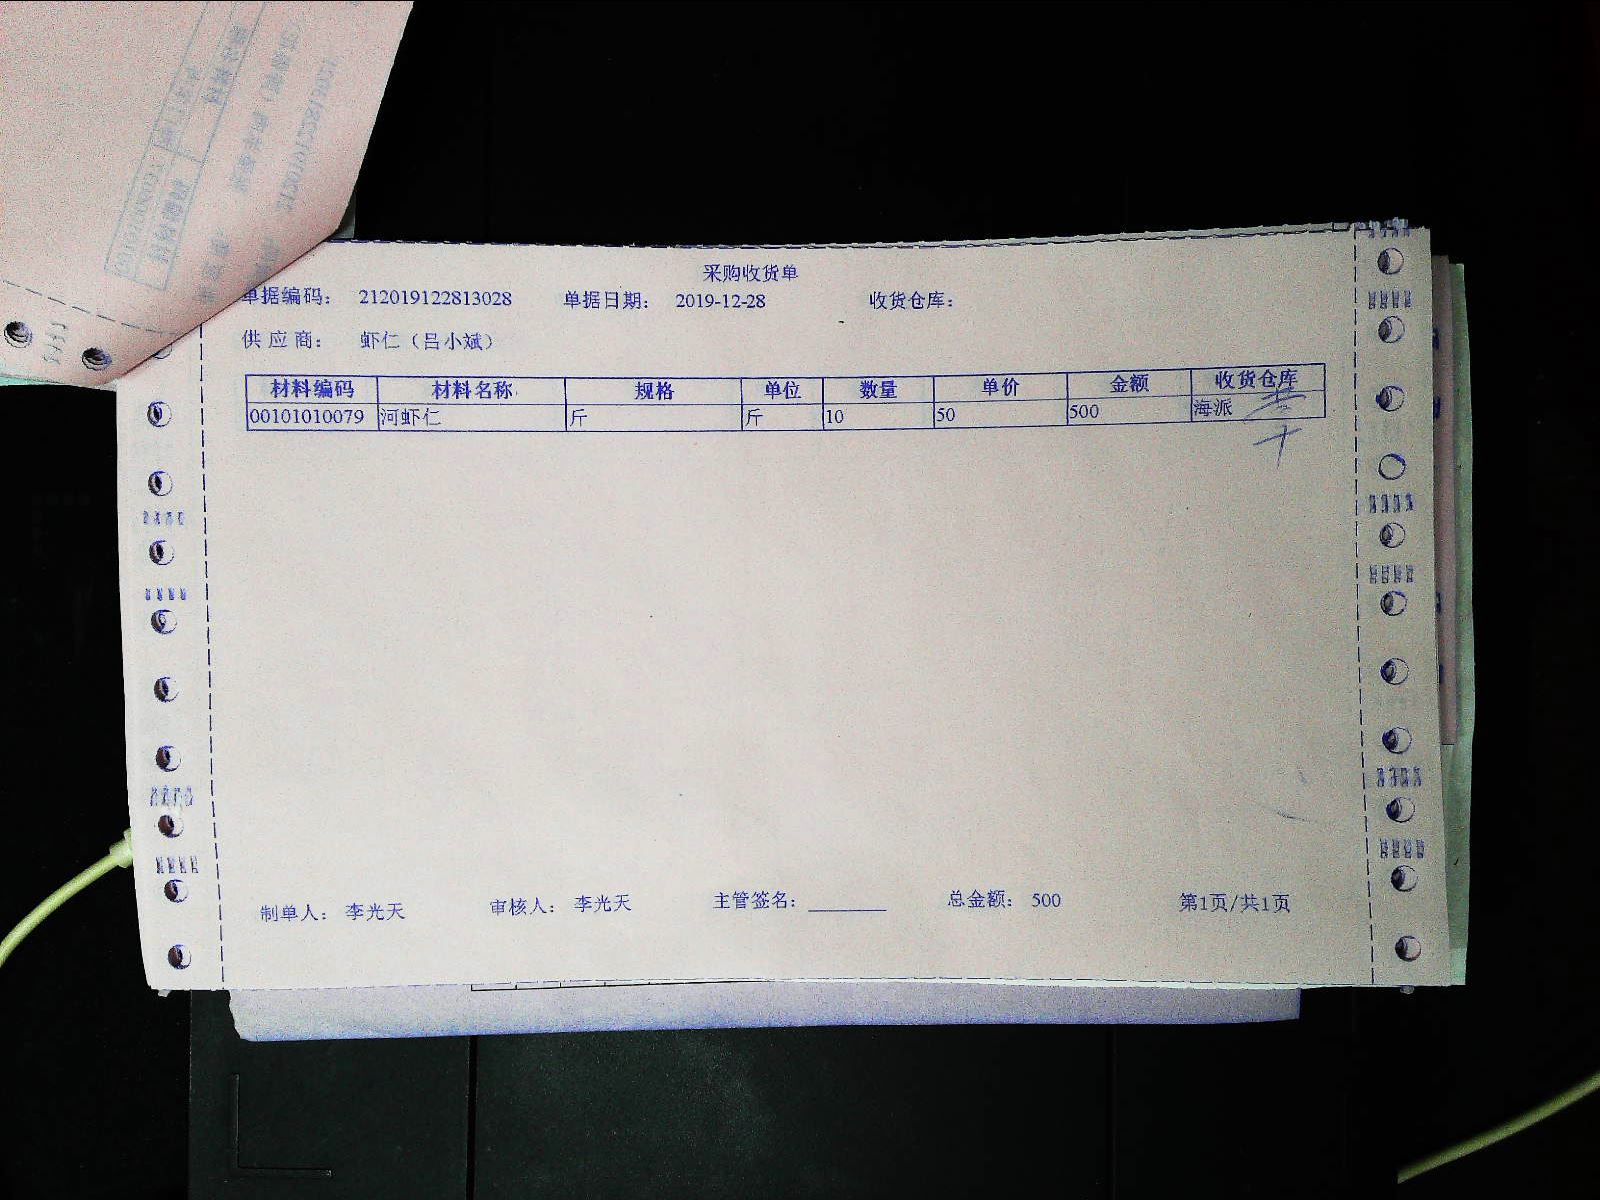 采购收货单
单据编码： 212019122813028 单据日期： 2019-12-28 收货仓库：
供应商： 虾仁（吕小斌）
材料编码 材料名称 规格 单位 数量 单价 金额 收货仓库
00101010079 河虾仁 斤 斤 10 50 500 海派
制单人： 李光天 审核人： 李光天 主管签名：________ 总金额： 500 第1页/共1页